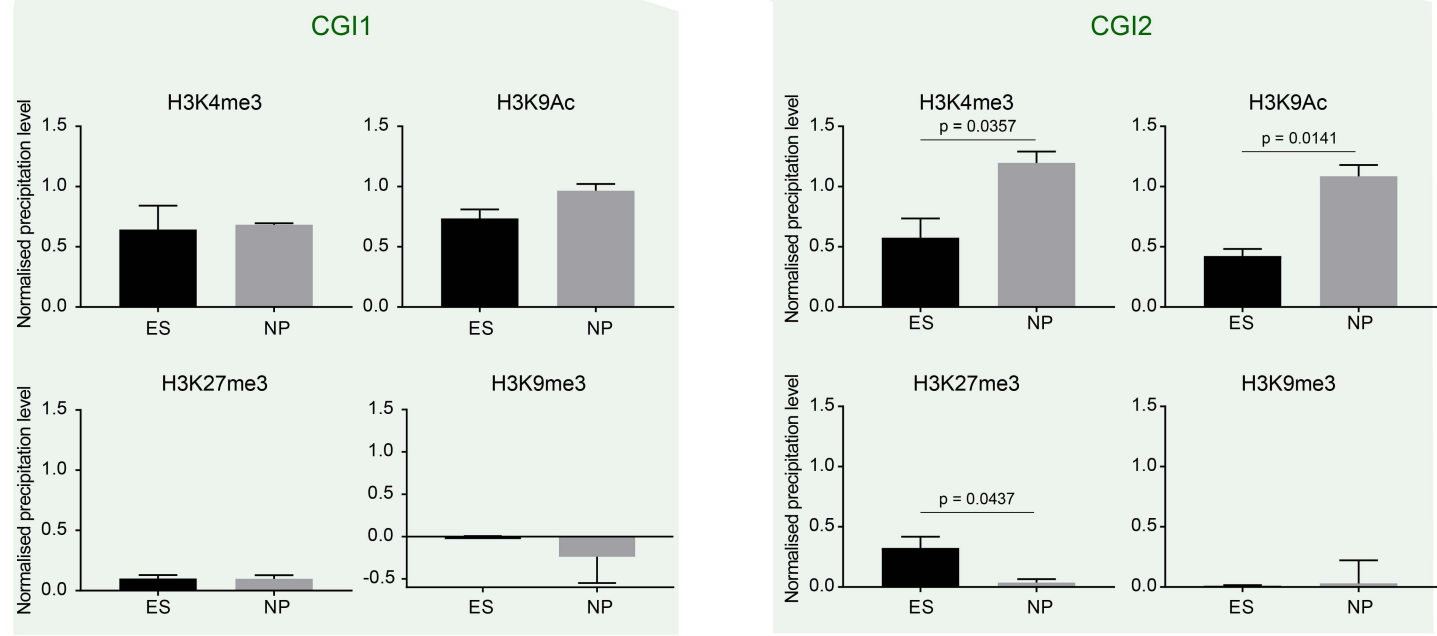 CGI1
H3K4me3
Normalised precipitation level
1.5
1.0
0.5
0.0
ES
NP
H3K9Ac
1.5
1.0
0.5
0.0
ES
NP
H3K27me3
Normalised precipitation level
1.5
1.0
0.5
0.0
ES
NP
H3K9me3
1.5
1.0
0.5
0.0
-0.5
ES
NP
CGI2
H3K4me3
Normalised precipitation level
1.5
1.0
0.5
0.0
p = 0.0357
ES
NP
H3K9Ac
1.5
1.0
0.5
0.0
p = 0.0141
ES
NP
H3K27me3
Normalised precipitation level
1.5
1.0
0.5
0.0
p = 0.0437
ES
NP
H3K9me3
1.5
1.0
0.5
0.0
ES
NP